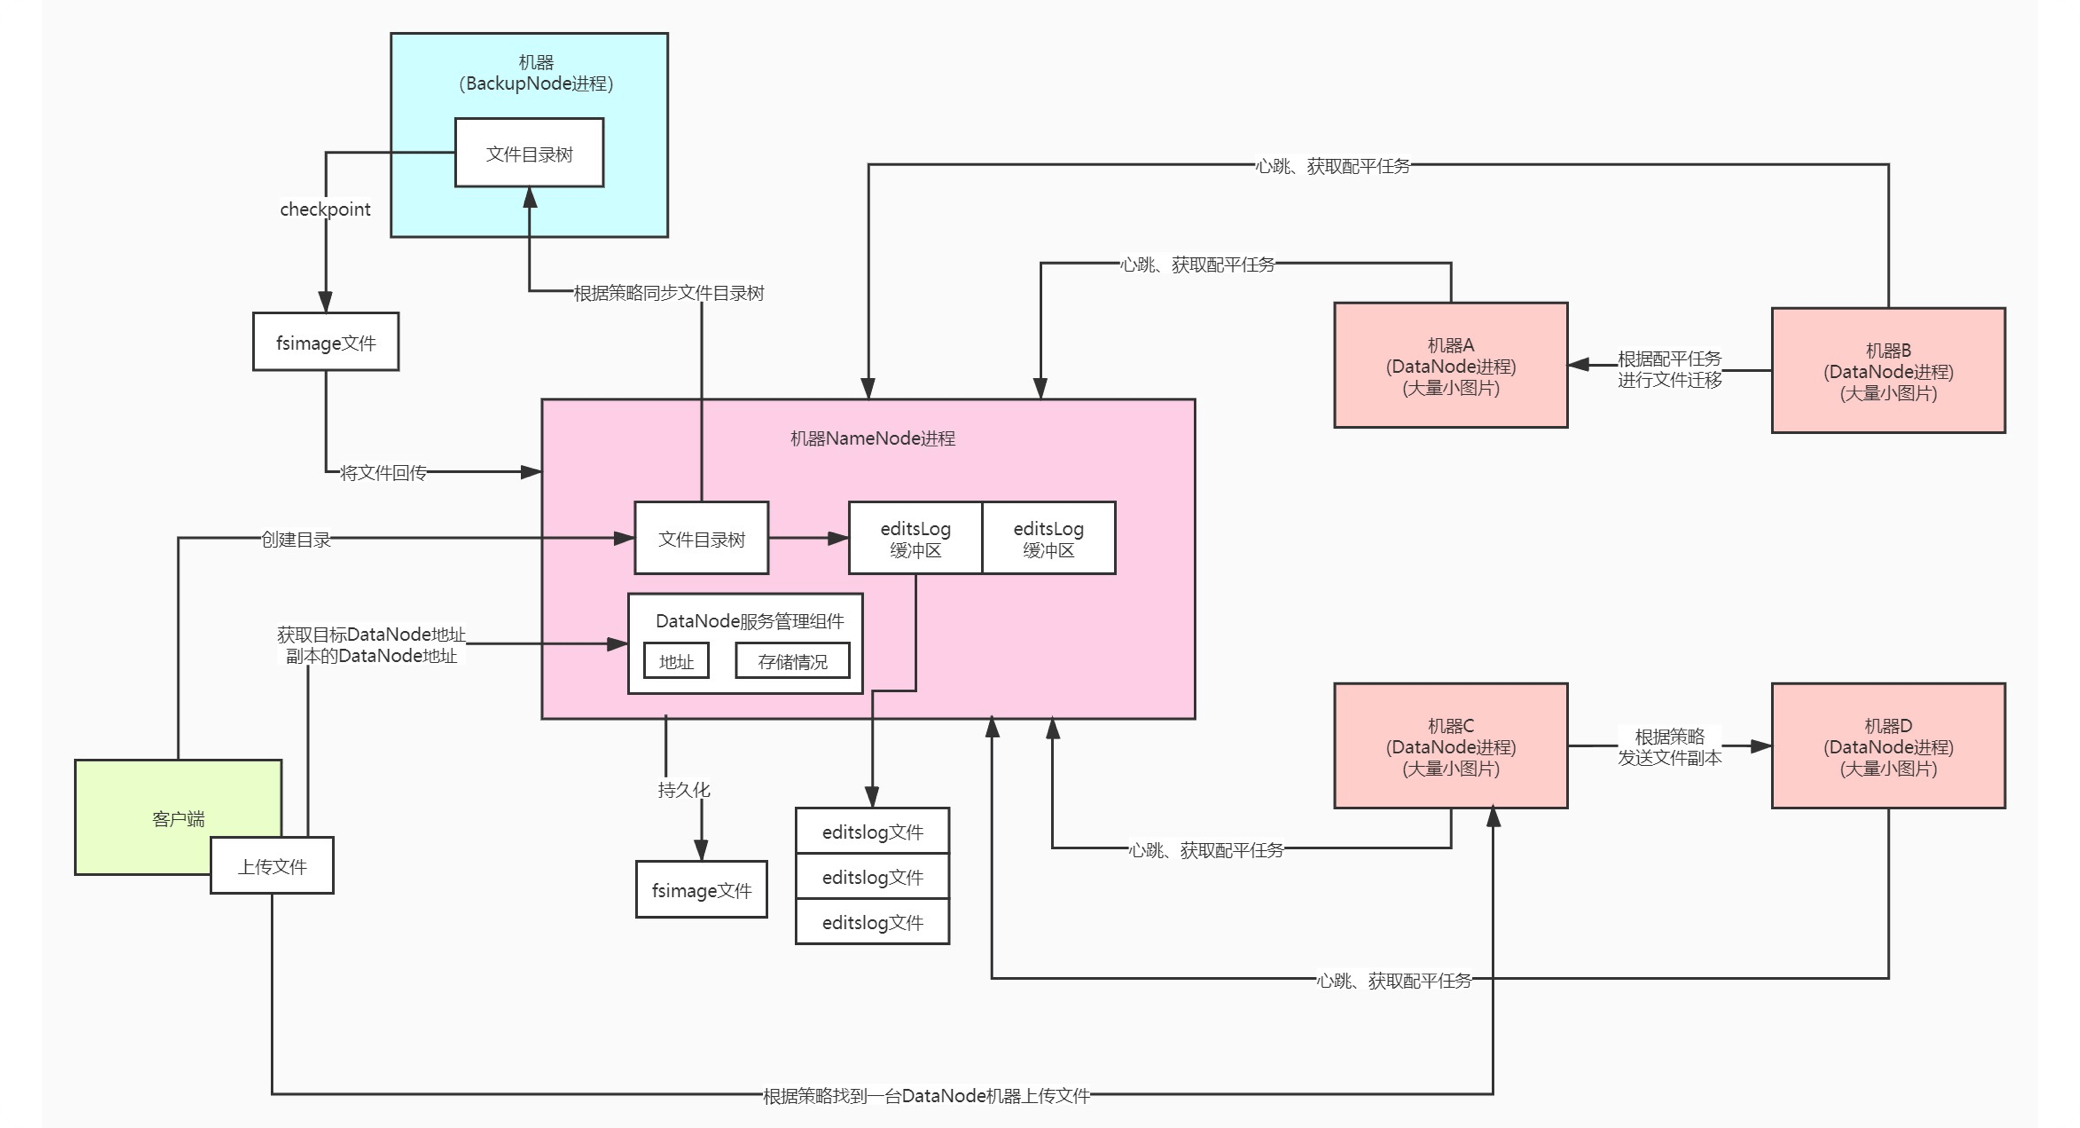 机器
（BackupNode进程）
文件目录树
心跳、获取配平任务
checkpoint
心跳、获取配平任务
根据策略同步文件目录树
fsimage文件
机器A
(DataNode进程)
(大量小图片)
根据配平任务
进行文件迁移
机器B
(DataNode进程)
(大量小图片)
机器NameNode进程
将文件回传
创建目录
文件目录树
editsLog
缓冲区
editsLog
缓冲区
获取目标DataNode地址
副本的DataNode地址
DataNode服务管理组件
地址
存储情况
机器C
(DataNode进程)
(大量小图片)
根据策略
发送文件副本
机器D
(DataNode进程)
(大量小图片)
持久化
客户端
上传文件
editslog文件
editslog文件
editslog文件
fsimage文件
心跳、获取配平任务
心跳、获取配平任务
根据策略找到一台DataNode机器上传文件